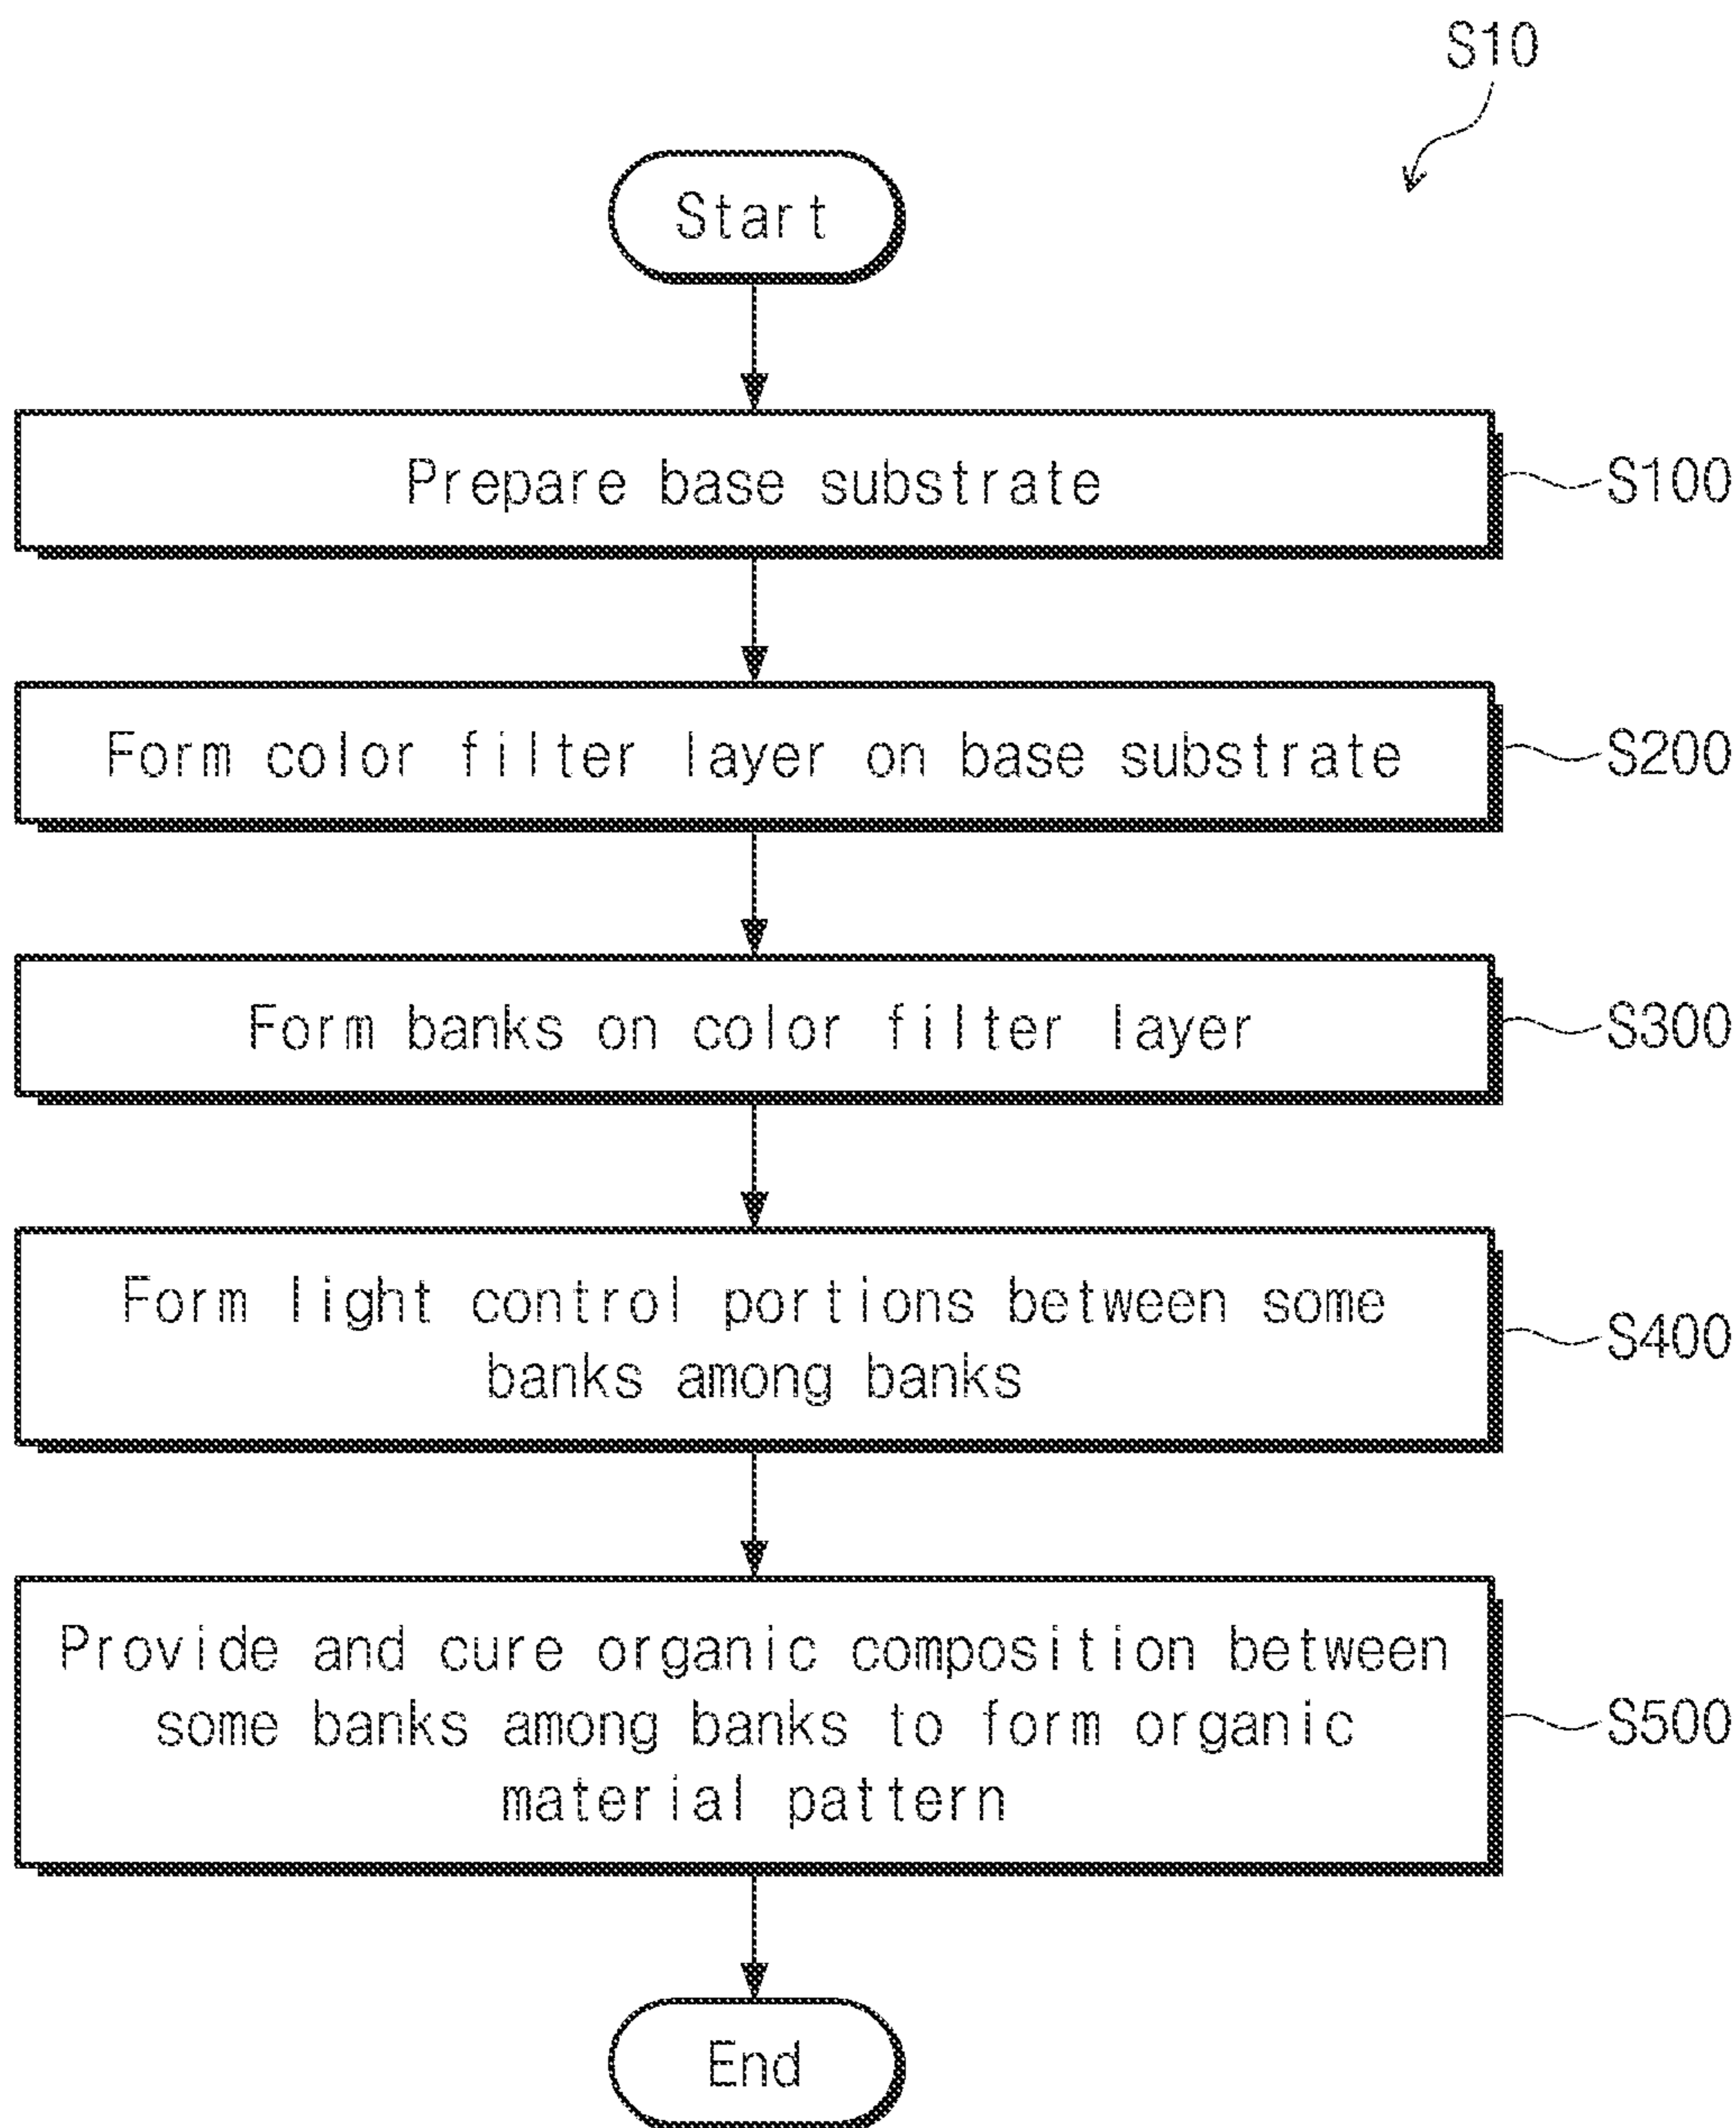 S10
Start
Prepare base substrate
S100
Form color filter layer on base substrate
S200
Form banks on color filter layer
S300
Form light control portions between some
banks among banks
S400
Provide and cure organic composition between
some banks among banks to form organic
material pattern
S500
End